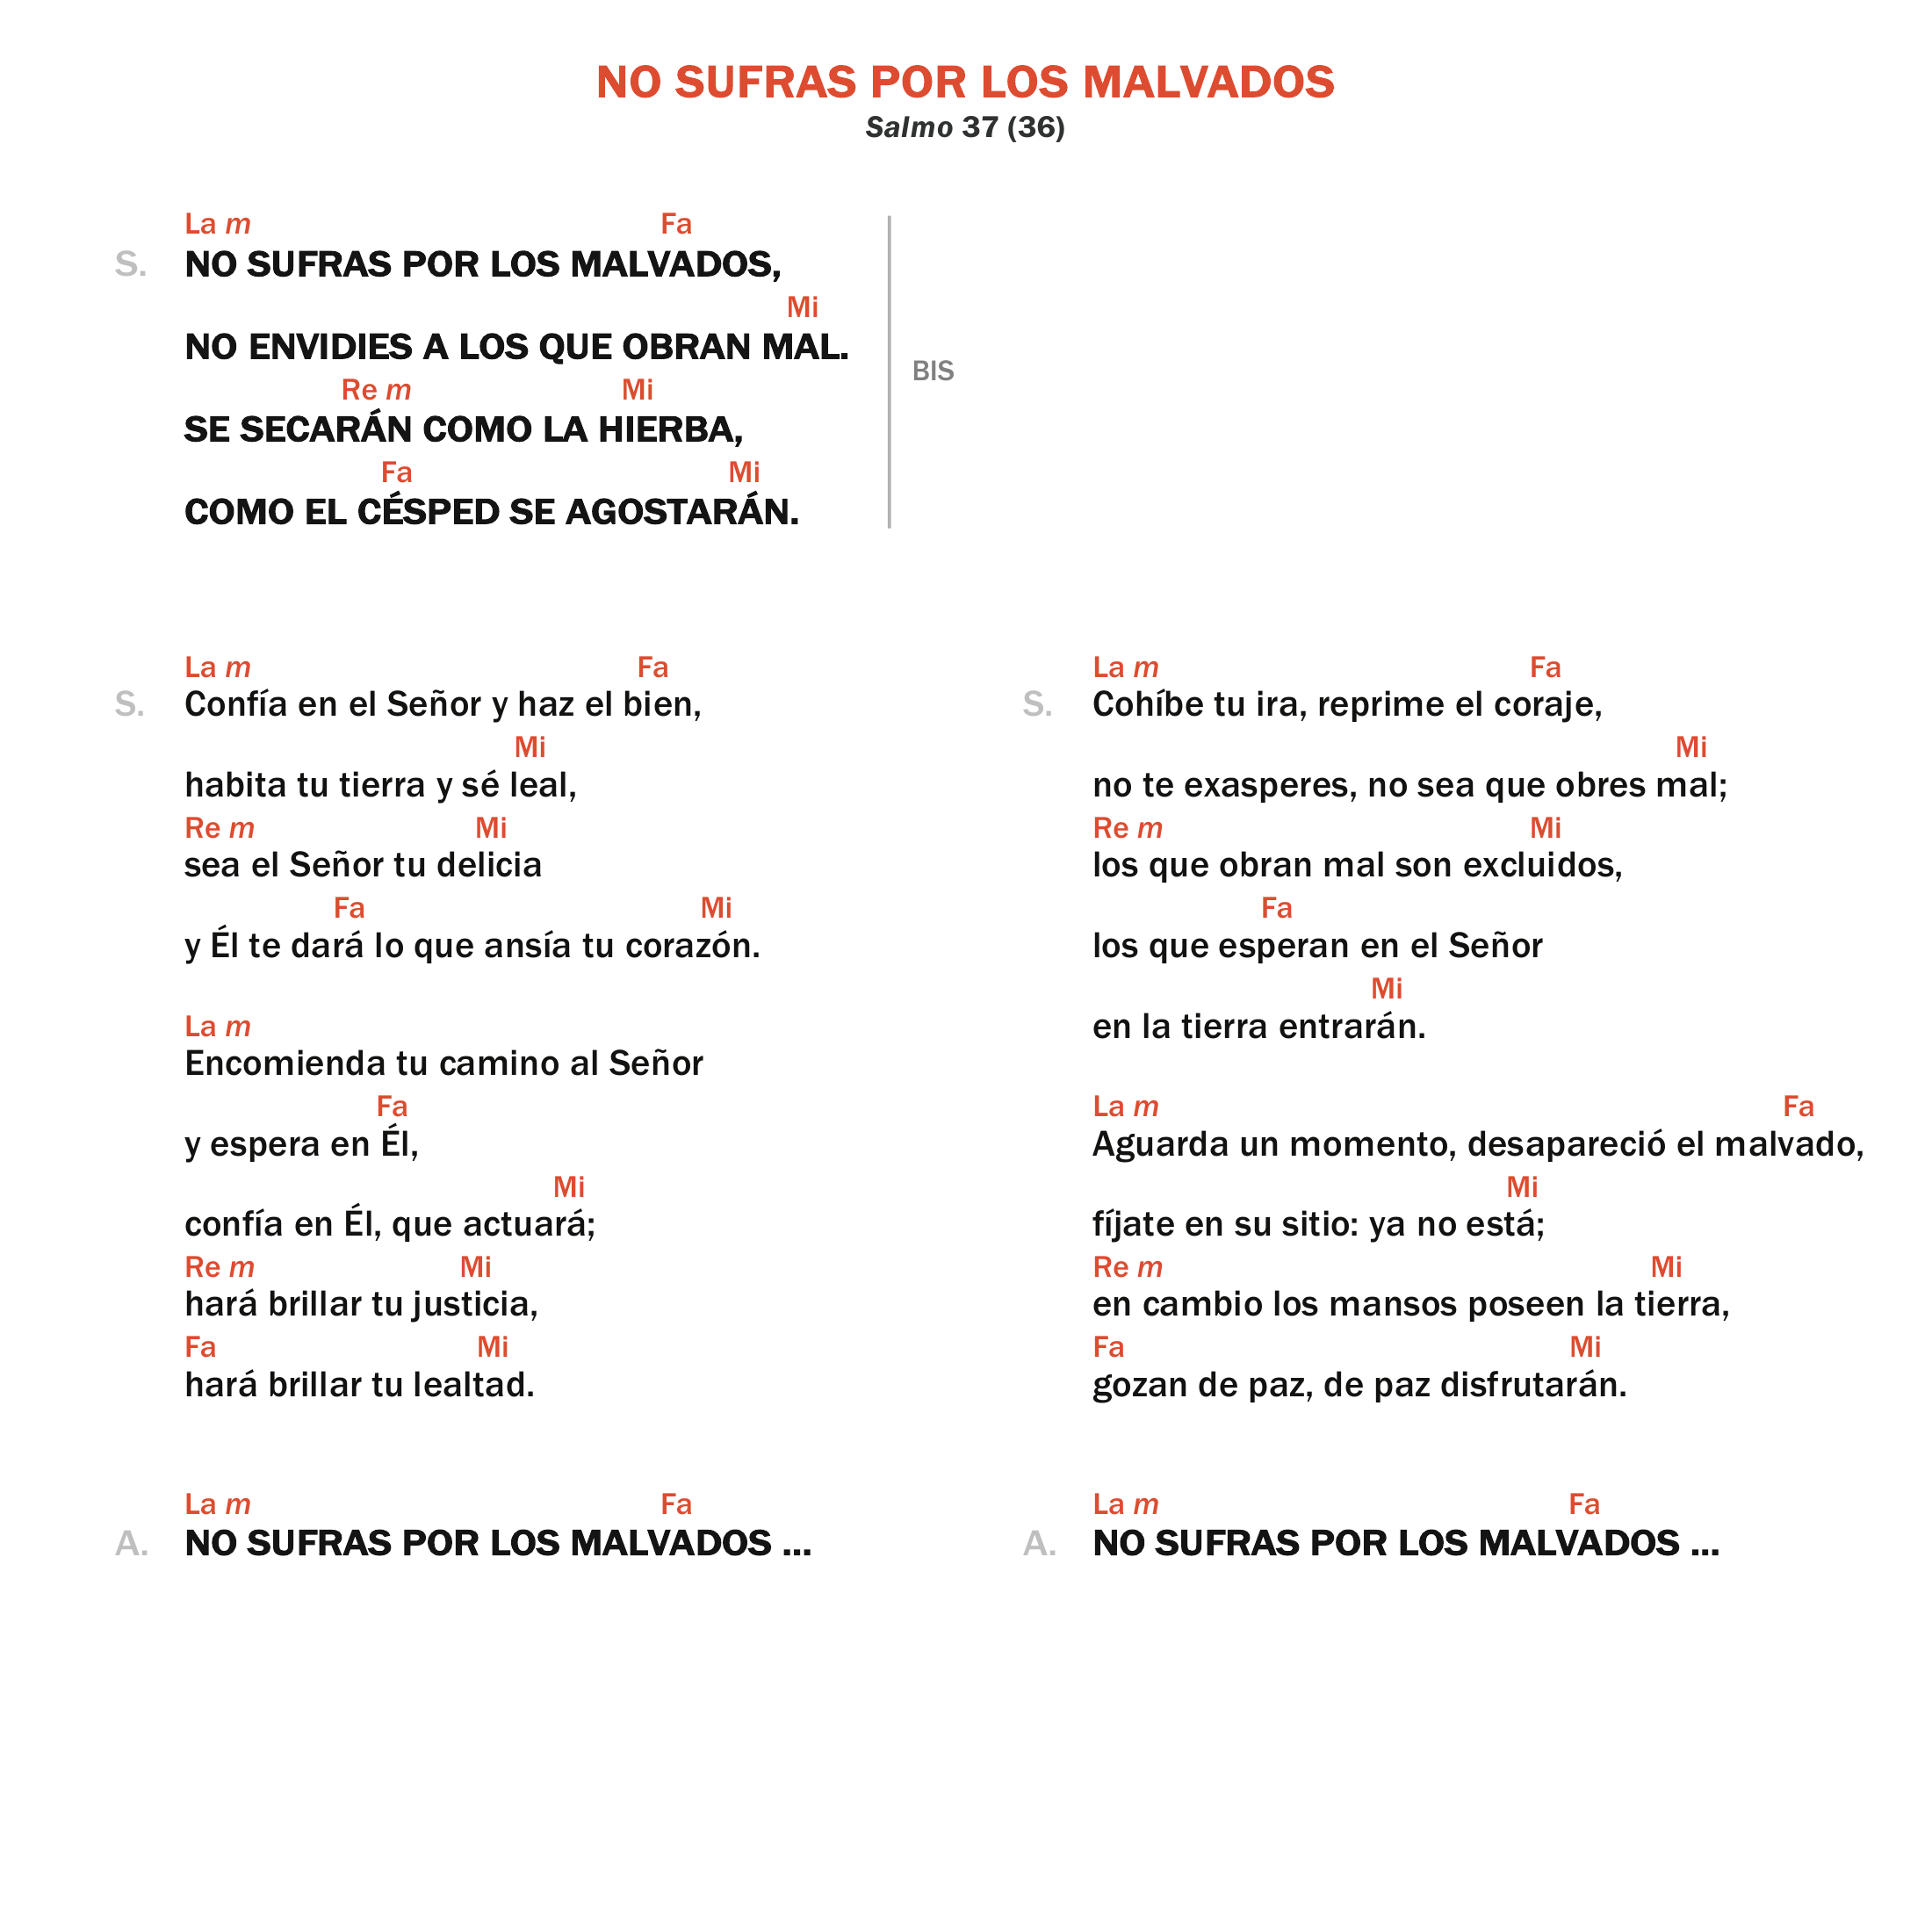 NO SUFRAS POR LOS MALVADOS
Salmo 37 (36)
La m Fa
S. NO SUFRAS POR LOS MALVADOS,
Mi
NO ENVIDIES A LOS QUE OBRAN MAL.
Re m Mi
SE SECARÁN COMO LA HIERBA,
Fa Mi
COMO EL CÉSPED SE AGOSTARÁN.
BIS
La m Fa
S. Confía en el Señor y haz el bien,
Mi
habita tu tierra y sé leal,
Re m Mi
sea el Señor tu delicia
Fa Mi
y Él te dará lo que ansía tu corazón.
La m
Encomienda tu camino al Señor
Fa
y espera en Él,
Mi
confía en Él, que actuará;
Re m Mi
hará brillar tu justicia,
Fa Mi
hará brillar tu lealtad.
La m Fa
A. NO SUFRAS POR LOS MALVADOS ...
La m Fa
S. Cohíbe tu ira, reprime el coraje,
Mi
no te exasperes, no sea que obres mal;
Re m Mi
los que obran mal son excluidos,
Fa
los que esperan en el Señor
Mi
en la tierra entrarán.
La m Fa
Aguarda un momento, desapareció el malvado,
Mi
fíjate en su sitio: ya no está;
Re m Mi
en cambio los mansos poseen la tierra,
Fa Mi
gozan de paz, de paz disfrutarán.
La m Fa
A. NO SUFRAS POR LOS MALVADOS ...